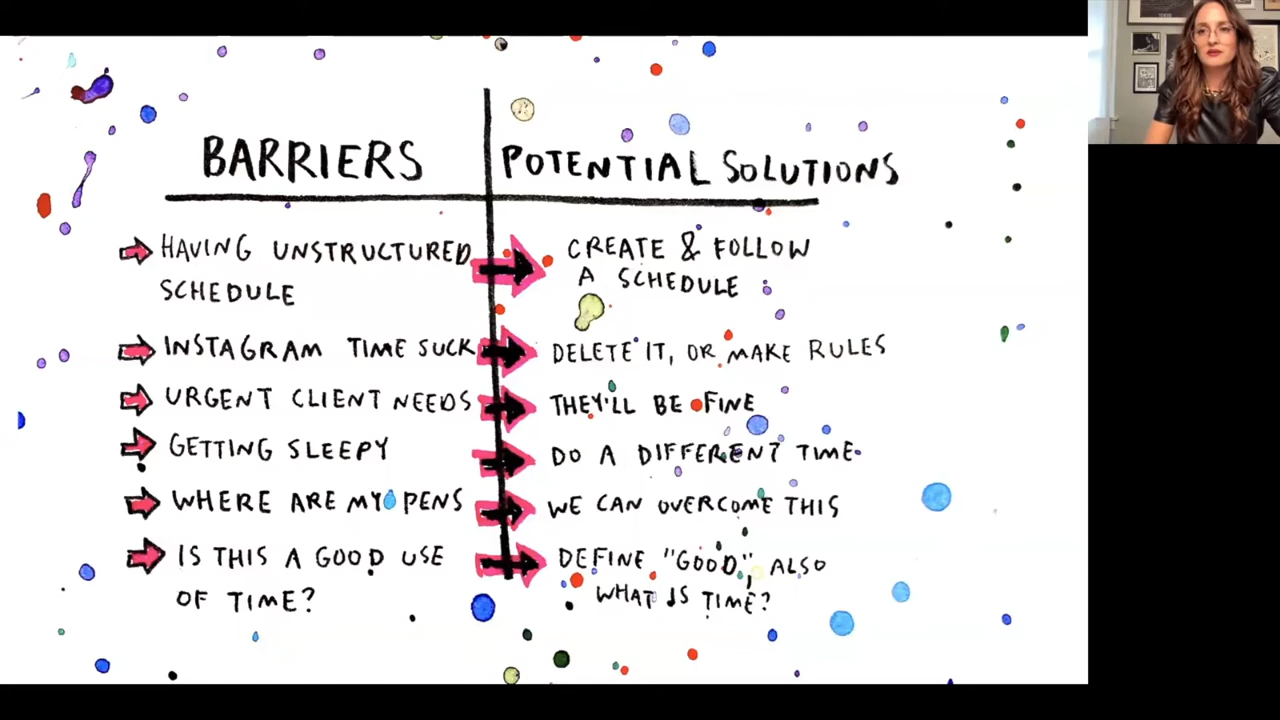 BARRIERS
POTENTIAL SOLUTIONS
HAVING UNSTRUCTURED
SCHEDULE
CREATE & FOLLOW
A SCHEDULE
INSTAGRAM TIME SUCK
DELETE IT, OR MAKE RULES
URGENT CLIENT NEEDS
THEY'LL BE FINE
GETTING SLEEPY
DO A DIFFERENT TIME
WHERE ARE MY PENS
WE CAN OVERCOME THIS
IS THIS A GOOD USE
OF TIME?
DEFINE "GOOD", ALSO
WHAT IS TIME?